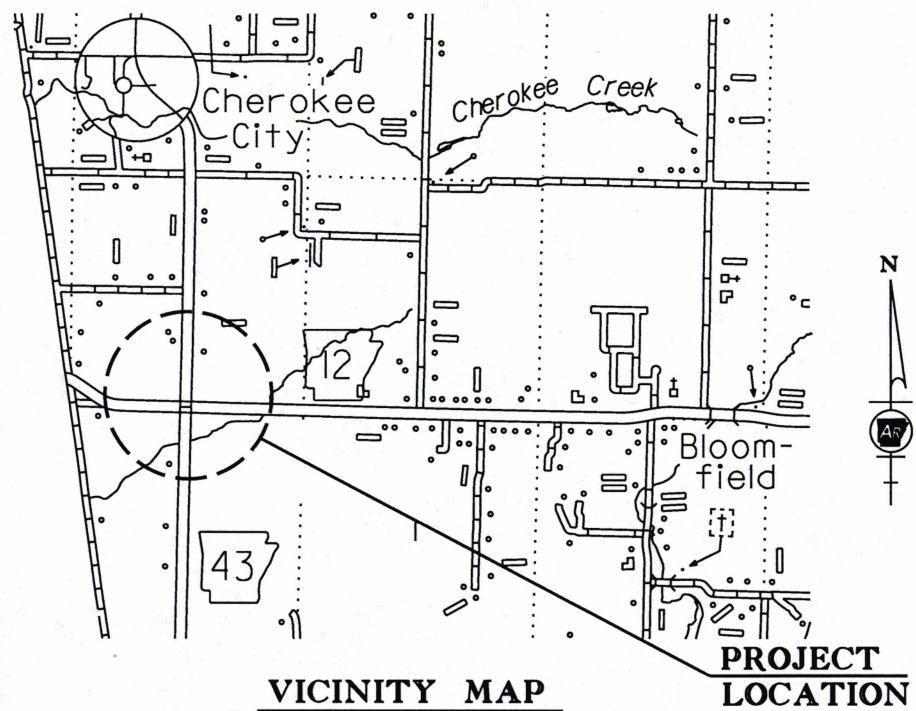 Cherokee
City
Cherokee Creek
N
12
AR
Bloom-
field
43
PROJECT
LOCATION
VICINITY MAP